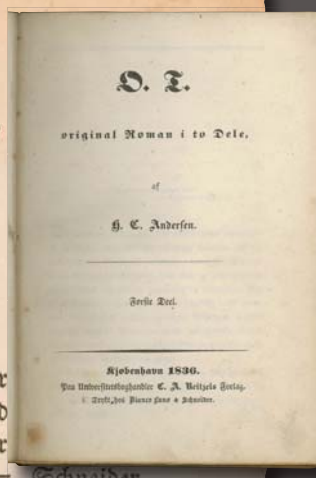 O. T.
original Roman i to Dele,
af
H. C. Andersen.
Første Deel.
Kjøbenhavn 1836.
Paa Universitetsboghandler C. A. Reitzels Forlag.
Trykt hos Bianco Luno & Schneider.
r
d
r
Schneider